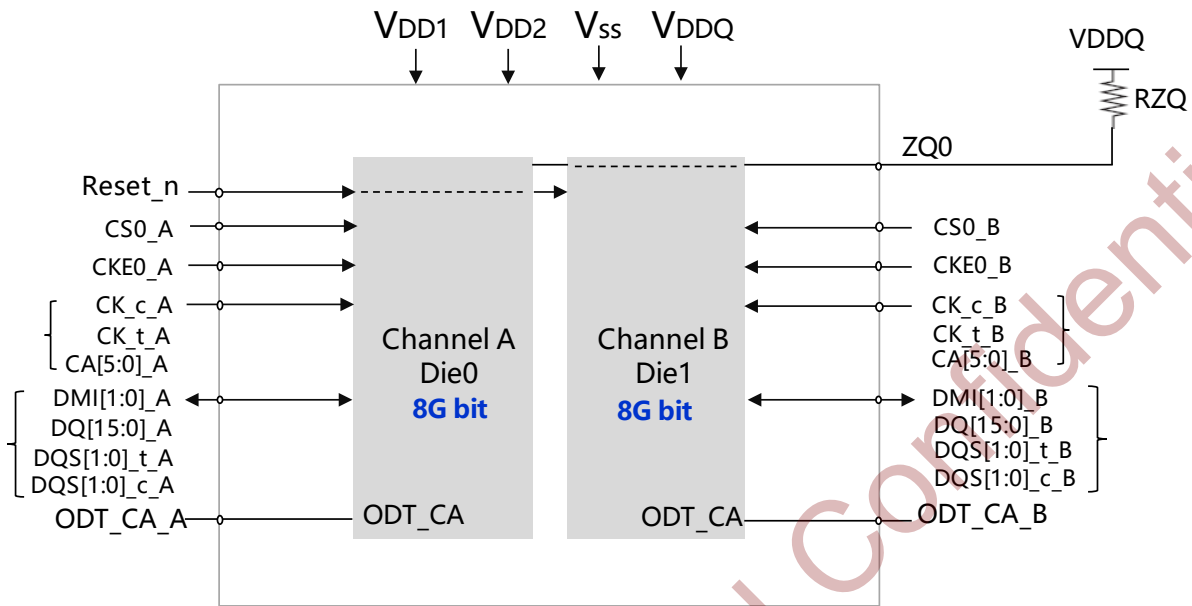 VDD1 VDD2 Vss VDDQ
VDDQ
RZQ
ZQ0
Reset_n
CS0_A
CKE0_A
CK_c_A
CK_t_A
CA[5:0]_A
DMI[1:0]_A
DQ[15:0]_A
DQS[1:0]_t_A
DQS[1:0]_c_A
ODT_CA_A
Channel A
Die0
8G bit
ODT_CA
Channel B
Die1
8G bit
ODT_CA
CS0_B
CKE0_B
CK_c_B
CK_t_B
CA[5:0]_B
DMI[1:0]_B
DQ[15:0]_B
DQS[1:0]_t_B
DQS[1:0]_c_B
ODT_CA_B